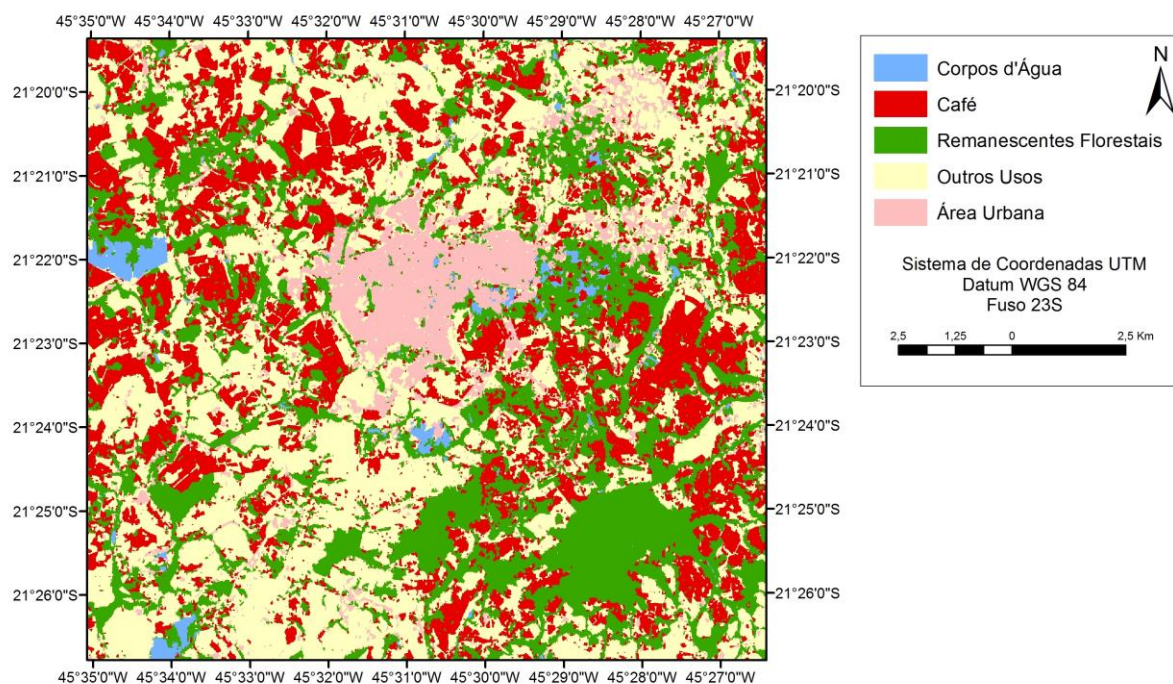 45°35'0"W 45°34'0"W 45°33'0"W 45°32'0"W 45°31'0"W 45°30'0"W 45°29'0"W 45°28'0"W 45°27'0"W
21°20'0"S 21°20'0"S
21°21'0"S 21°21'0"S
21°22'0"S 21°22'0"S
21°23'0"S 21°23'0"S
21°24'0"S 21°24'0"S
21°25'0"S 21°25'0"S
21°26'0"S 21°26'0"S
45°35'0"W 45°34'0"W 45°33'0"W 45°32'0"W 45°31'0"W 45°30'0"W 45°29'0"W 45°28'0"W 45°27'0"W
N
Corpos d'Água
Café
Remanescentes Florestais
Outros Usos
Área Urbana
Sistema de Coordenadas UTM
Datum WGS 84
Fuso 23S
2,5 1,25 0 2,5 Km